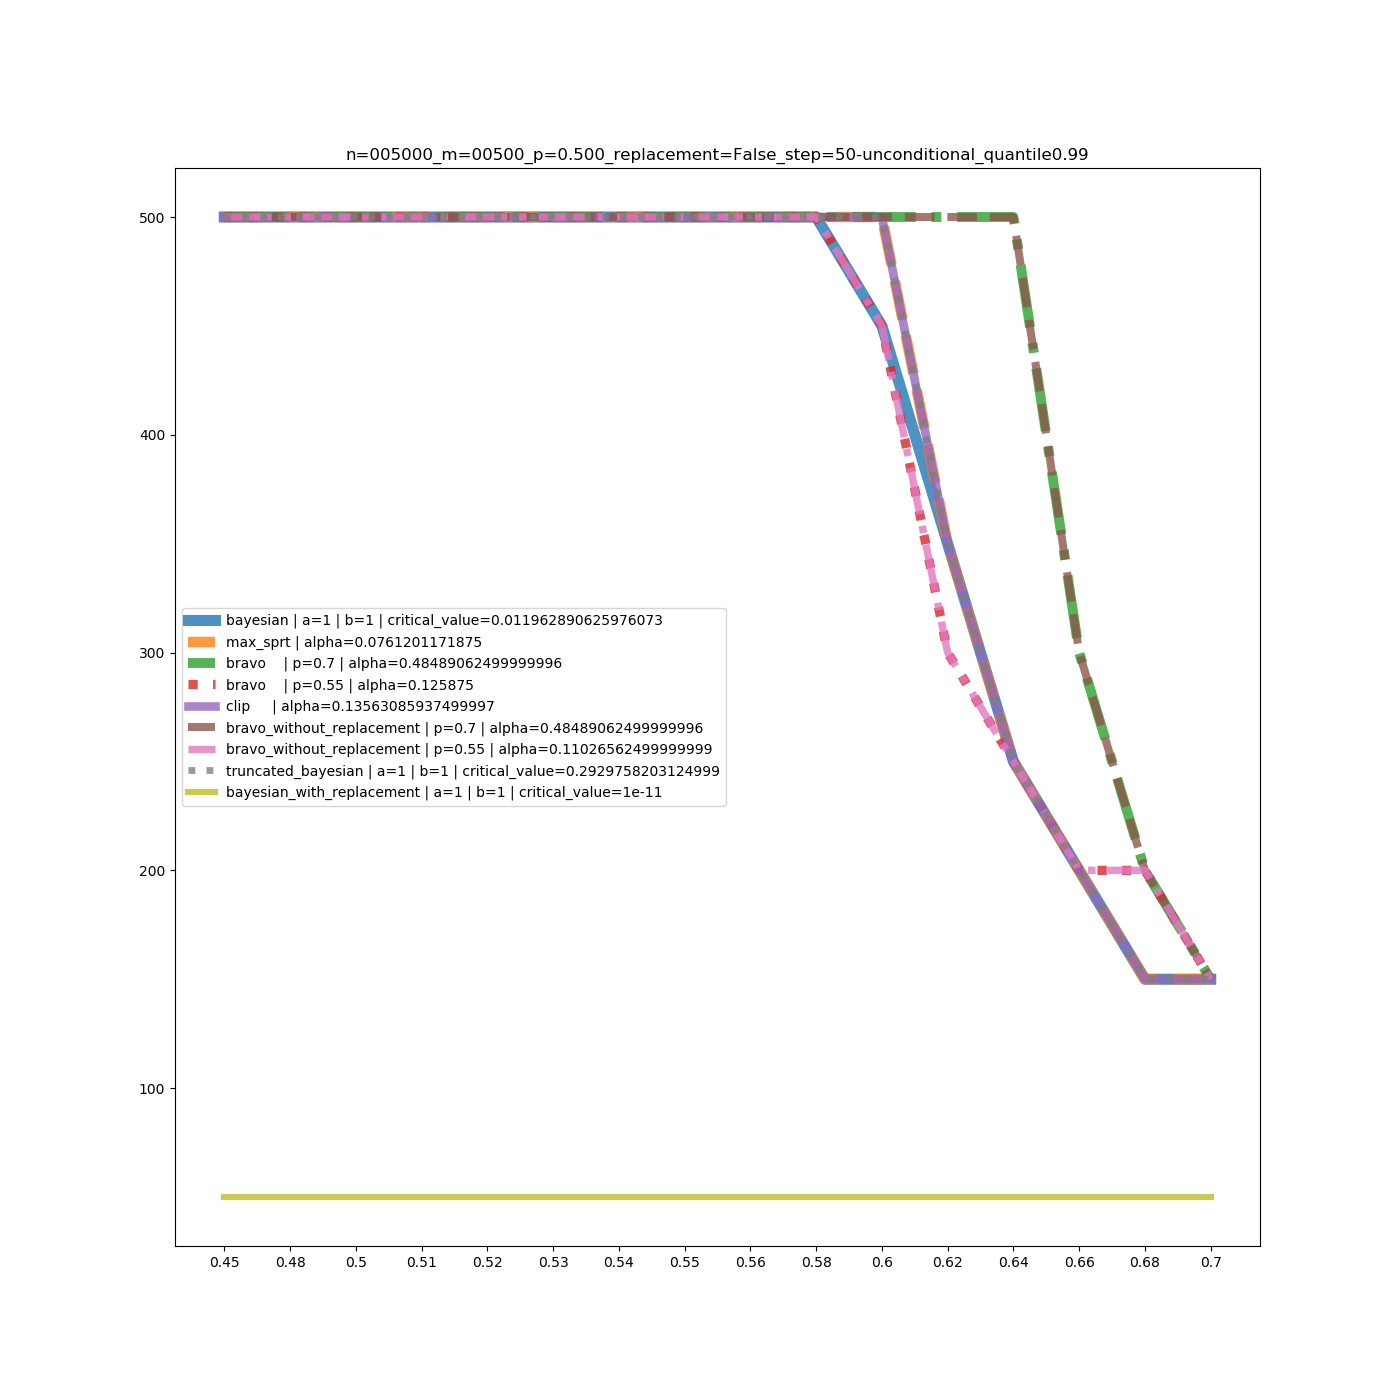 n=005000_m=00500_p=0.500_replacement=False_step=50-unconditional_quantile0.99
500
400
300
200
100
bayesian | a=1 | b=1 | critical_value=0.011962890625976073
max_sprt | alpha=0.0761201171875
bravo    | p=0.7 | alpha=0.48489062499999996
bravo    | p=0.55 | alpha=0.125875
clip     | alpha=0.13563085937499997
bravo_without_replacement | p=0.7 | alpha=0.48489062499999996
bravo_without_replacement | p=0.55 | alpha=0.11026562499999999
truncated_bayesian | a=1 | b=1 | critical_value=0.2929758203124999
bayesian_with_replacement | a=1 | b=1 | critical_value=1e-11
0.45 0.48 0.5 0.51 0.52 0.53 0.54 0.55 0.56 0.58 0.6 0.62 0.64 0.66 0.68 0.7